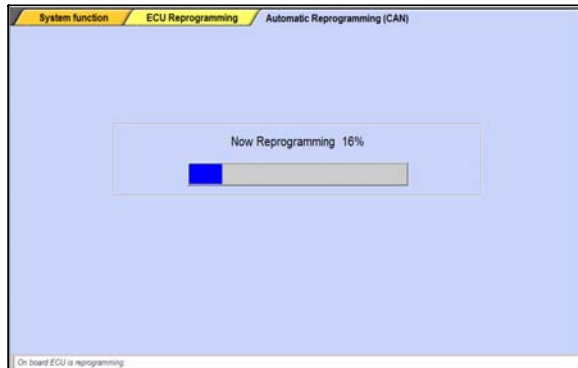 System function
ECU Reprogramming
Automatic Reprogramming (CAN)
Now Reprogramming 16%
On board ECU is reprogramming.